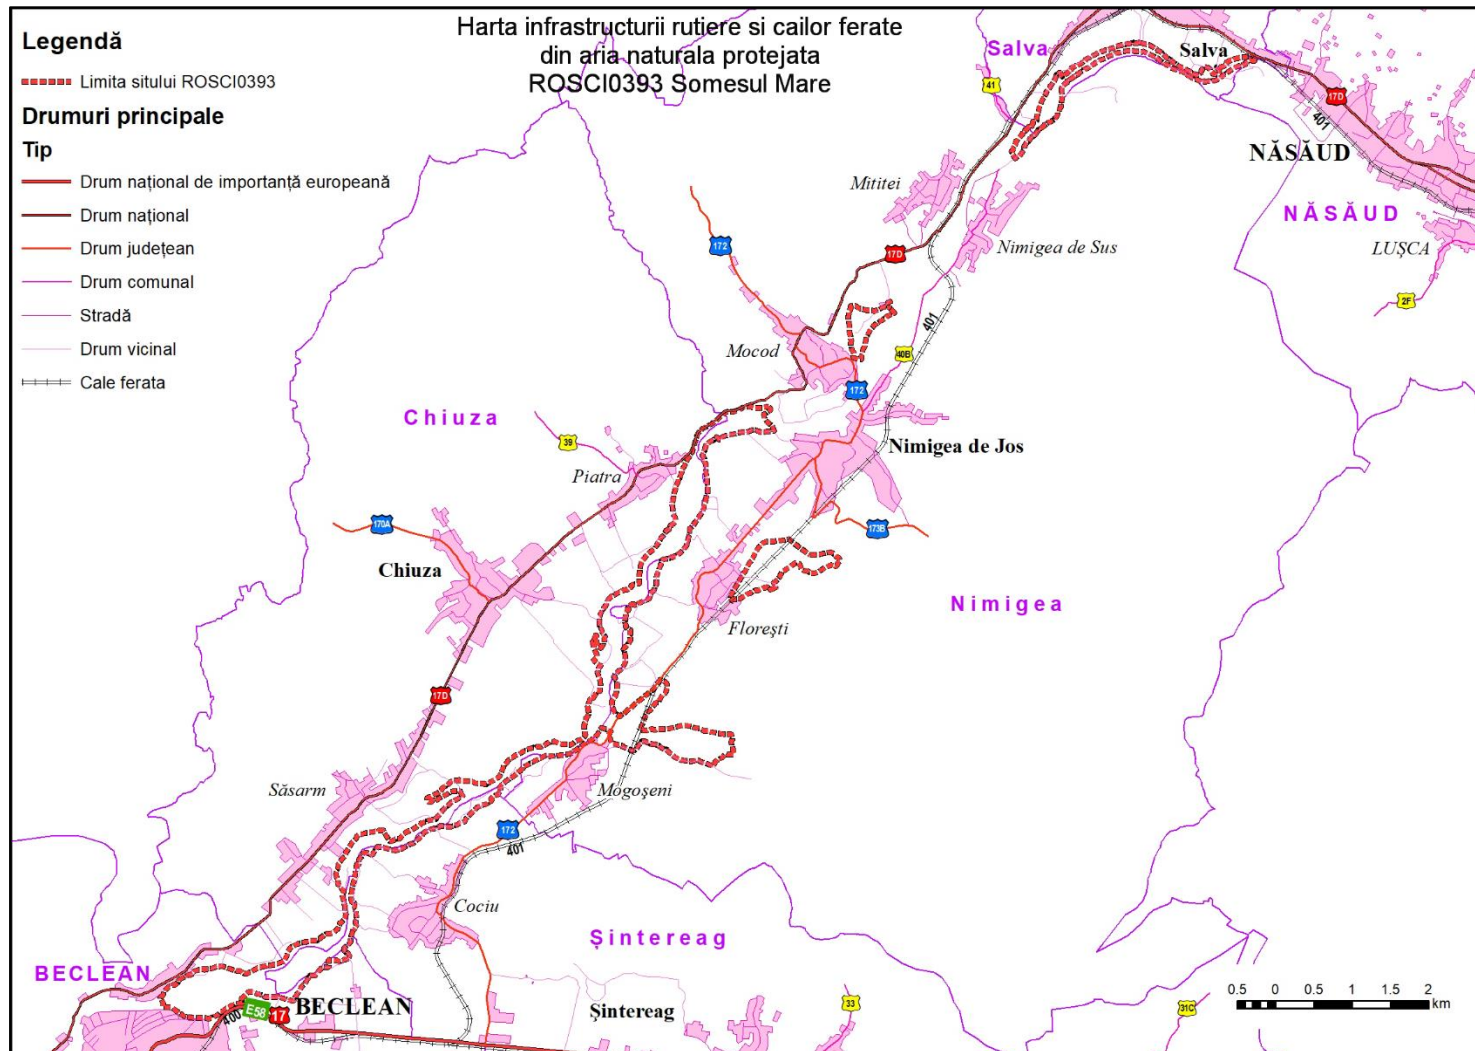 Harta infrastructurii rutiere si cailor ferate
din aria naturala protejata
ROSCI0393 Somesul Mare
Legendă
Limita sitului ROSCI0393
Drumuri principale
Tip
Drum național de importanță europeană
Drum național
Drum județean
Drum comunal
Stradă
Drum vicinal
Cale ferata
Salva
Salva
41
17D
401
NĂSĂUD
NĂSĂUD
LUȘCA
2F
Mititei
Nimigea de Sus
172
17D
401
40B
Mocod
172
Chiuza
39
Nimigea de Jos
Piatra
170A
173B
Chiuza
Nimigea
Florești
17D
Săsarm
Mogoșeni
172
401
Cociu
Șintereag
BECLEAN
E58
17
400
BECLEAN
Șintereag
33
31C
0.5 0 0.5 1 1.5 2
km